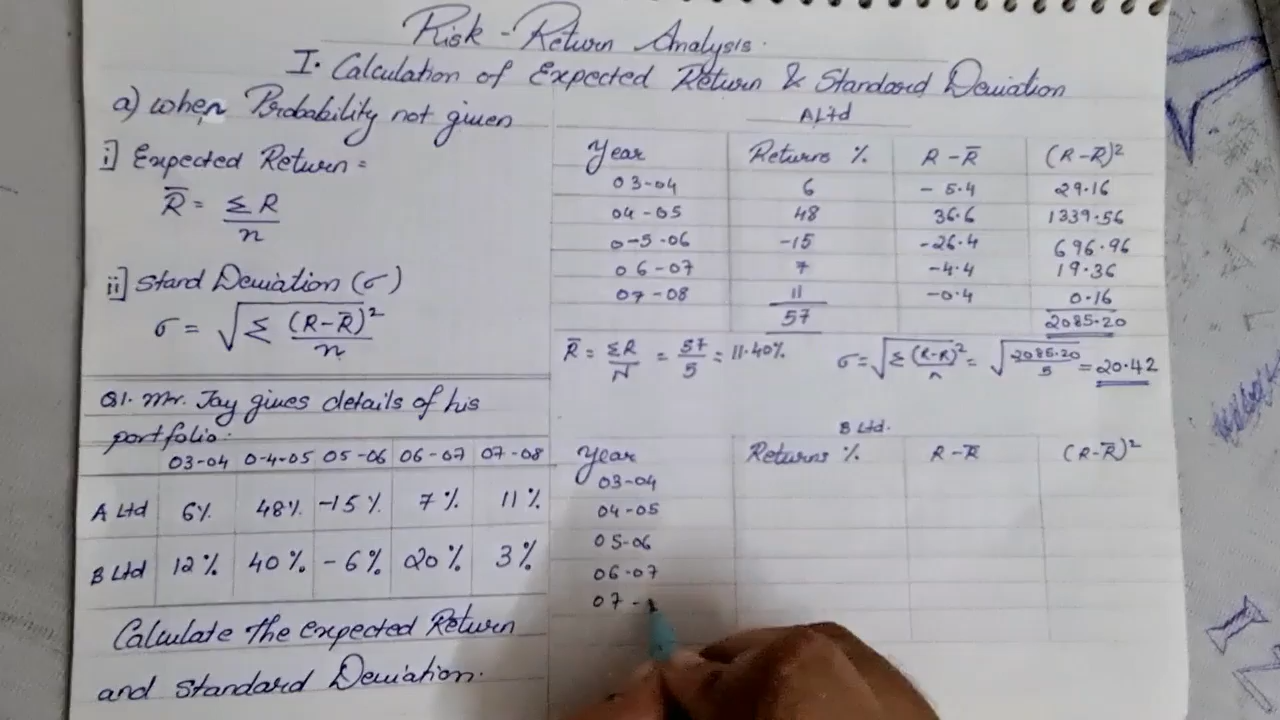 Risk - Return Analysis.
I. Calculation of Expected Return & Standard Deviation
a) when Probability not given
i] Expected Return =
R̅ = ΣR
n
ii] Stand Deviation (σ)
σ = √Σ (R-R̅)²
n
Q1. Mr. Jay gives details of his
portfolio.
03-04 0-4-05 05-06 06-07 07-08
A Ltd 6% 48% -15% 7% 11%
B Ltd 12% 40% -6% 20% 3%
Calculate the expected Return
and Standard Deviation.
A Ltd
Year Returns % R-R̅ (R-R̅)²
03-04 6 -5.4 29.16
04-05 48 36.6 1339.56
0-5-06 -15 -26.4 696.96
06-07 7 -4.4 19.36
07-08 11 -0.4 0.16
57 2085.20
R̅ = ΣR/N = 57/5 = 11.40% σ = √Σ(R-R)²/n = √2085.20/5 = 20.42
B Ltd.
Year Returns % R-R̅ (R-R̅)²
03-04
04-05
05-06
06-07
07-